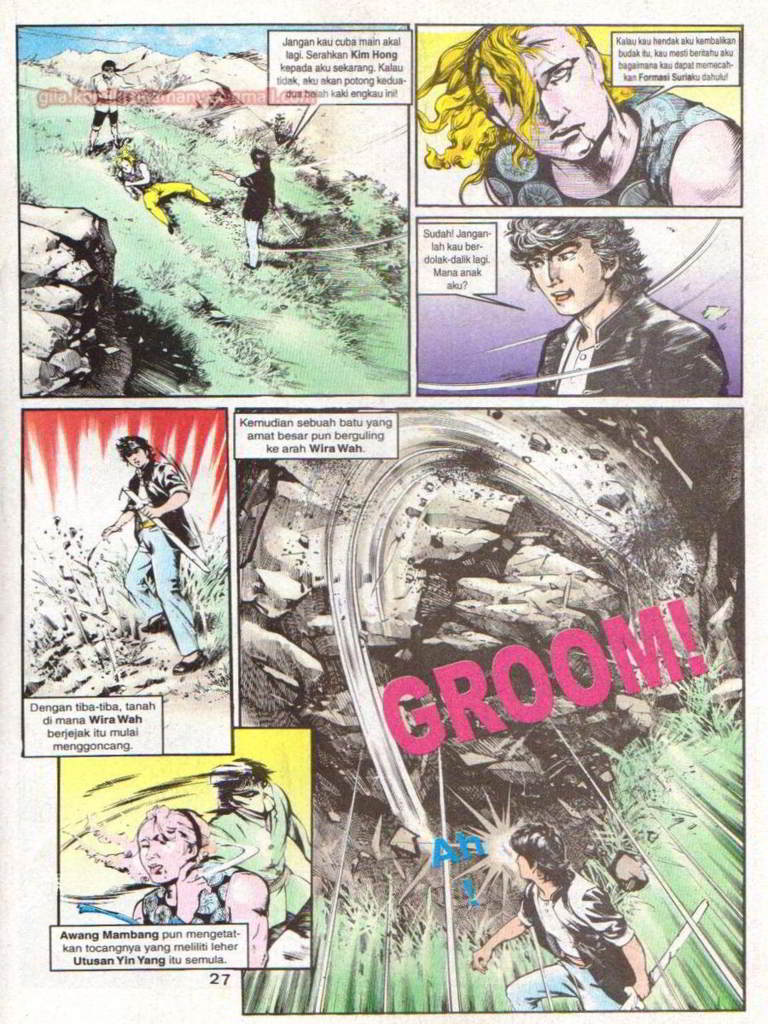 Jangan kau cuba main akal
lagi. Serahkan Kim Hong
kepada aku sekarang. Kalau
tidak, aku akan potong kedua-
dua belah kaki engkau ini!
Kalau kau hendak aku kembalikan
budak itu, kau mesti beritahu aku
bagaimana kau dapat memecah-
kan Formasi Suriaku dahulu!
Sudah! Jangan-
lah kau ber-
dolak-dalik lagi.
Mana anak
aku?
Dengan tiba-tiba, tanah
di mana Wira Wah
berjejak itu mulai
menggoncang.
Kemudian sebuah batu yang
amat besar pun berguling
ke arah Wira Wah.
GROOM!
Ah
!
Awang Mambang pun mengetat-
kan tocangnya yang meliliti leher
Utusan Yin Yang itu semula.
27